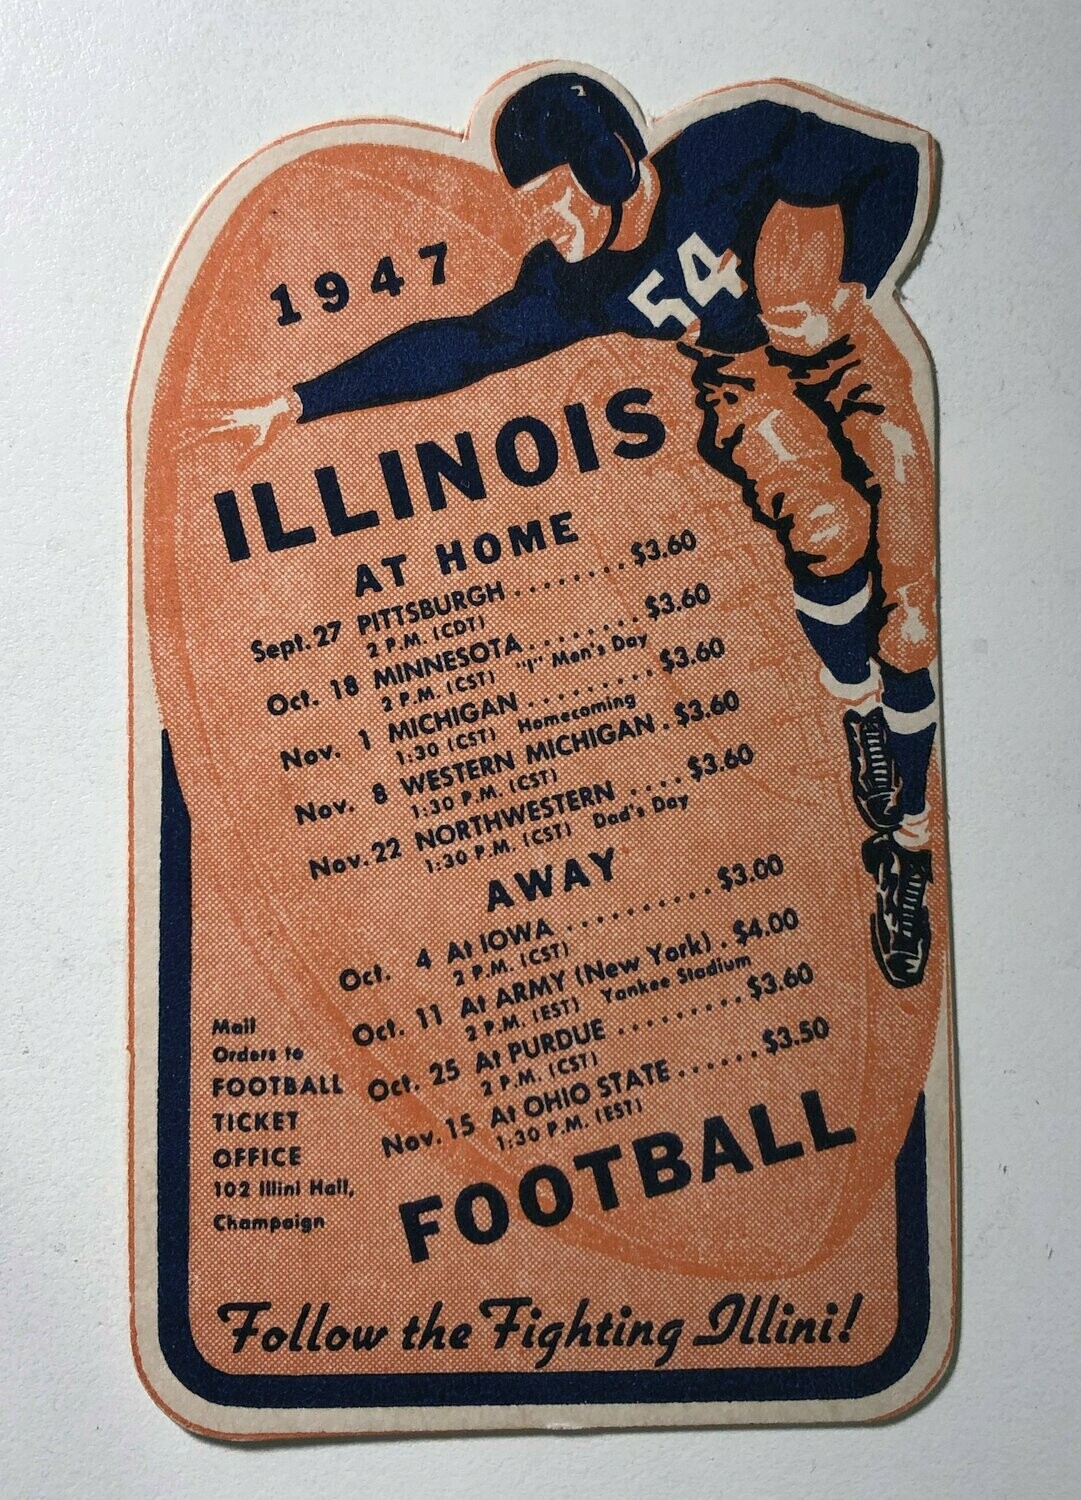 1947
54
ILLINOIS
AT HOME
Sept. 27 PITTSBURGH ........ $3.60
2 P.M. (CDT)
Oct. 18 MINNESOTA ........ $3.60
2 P.M. (CST) "I" Men's Day
Nov. 1 MICHIGAN ........ $3.60
1:30 (CST) Homecoming
Nov. 8 WESTERN MICHIGAN . $3.60
1:30 P.M. (CST)
Nov. 22 NORTHWESTERN .... $3.60
1:30 P.M. (CST) Dad's Day
AWAY
Oct. 4 At IOWA .......... $3.00
2 P.M. (CST)
Oct. 11 At ARMY (New York) . $4.00
2 P.M. (EST) Yankee Stadium
Oct. 25 At PURDUE ......... $3.60
2 P.M. (CST)
Nov. 15 At OHIO STATE ...... $3.50
1:30 P.M. (EST)
Mail
Orders to
FOOTBALL
TICKET
OFFICE
102 Illini Hall,
Champaign
FOOTBALL
Follow the Fighting Illini!